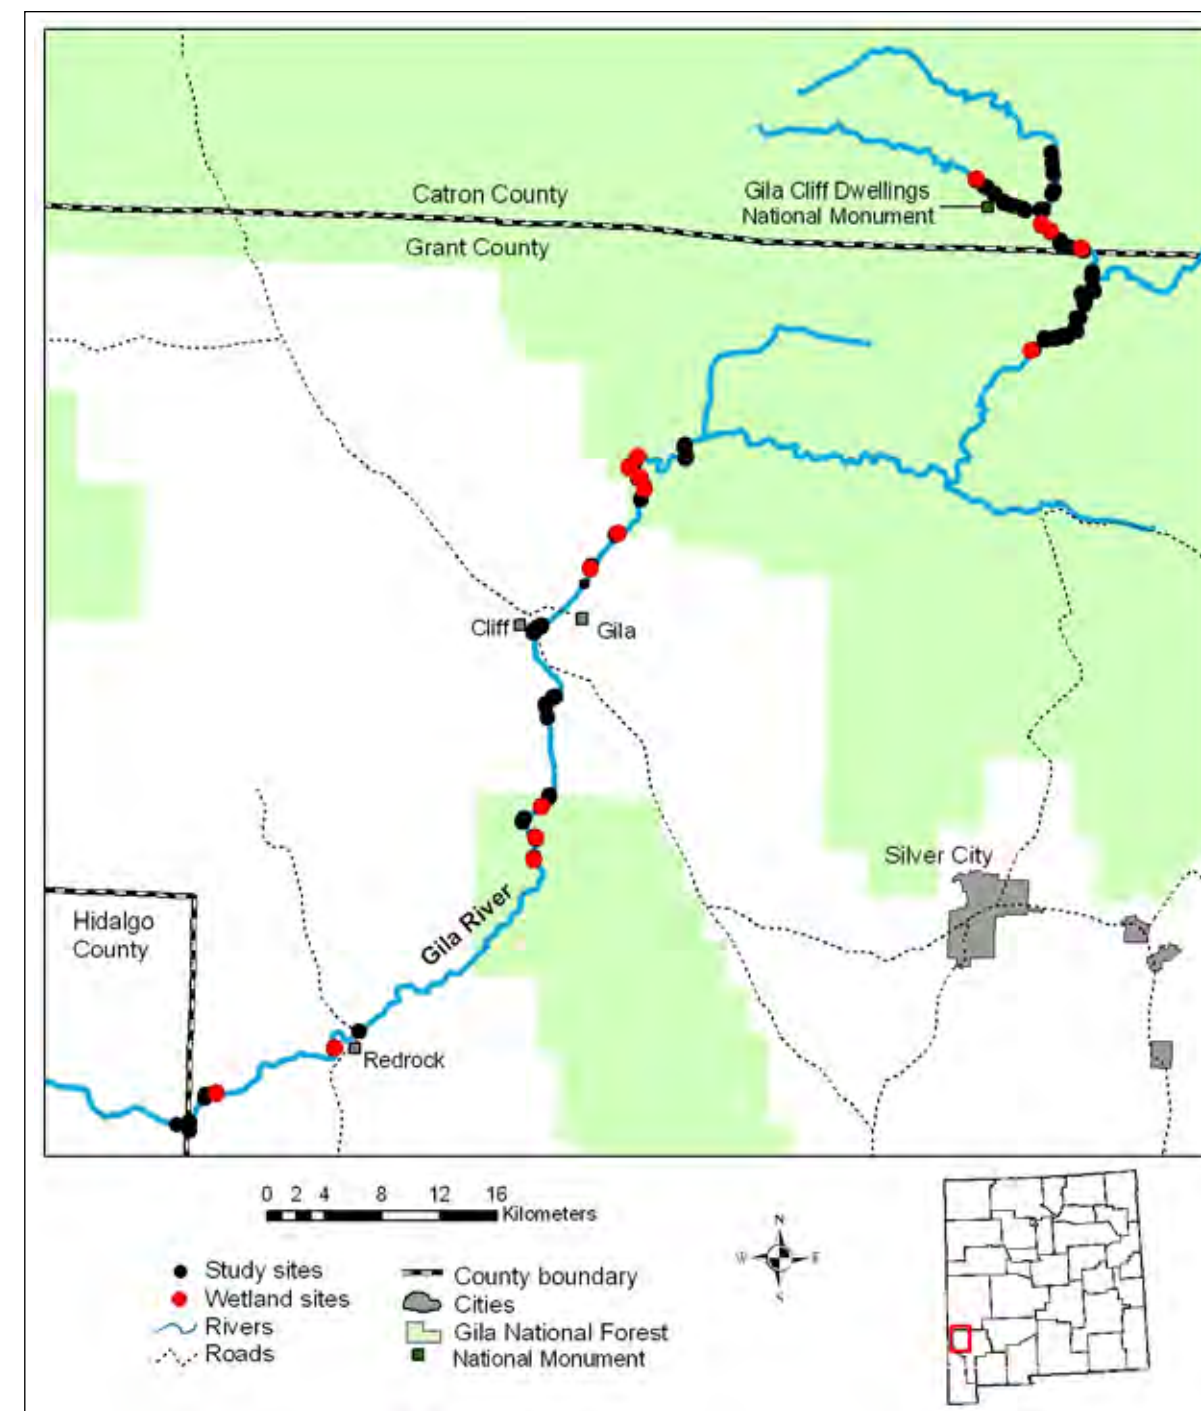 Catron County
Gila Cliff Dwellings
National Monument
Grant County
Cliff
Gila
Silver City
Gila River
Hidalgo
County
Redrock
0 2 4 8 12 16
Kilometers
N
W E
S
Study sites
Wetland sites
Rivers
Roads
County boundary
Cities
Gila National Forest
National Monument